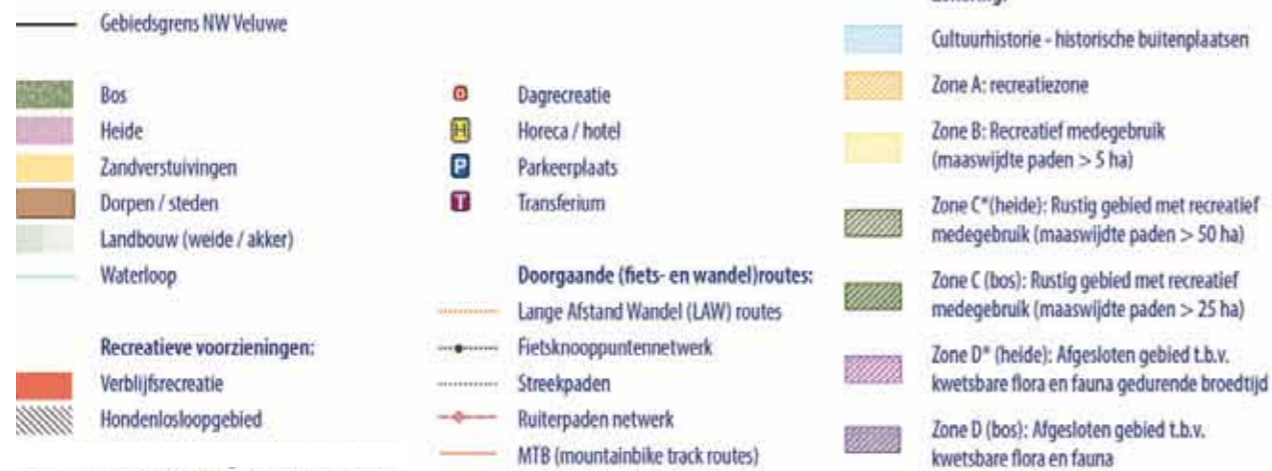 Gebiedsgrens NW Veluwe
Bos
Heide
Zandverstuivingen
Dorpen / steden
Landbouw (weide / akker)
Waterloop
Recreatieve voorzieningen:
Verblijfsrecreatie
Hondenlosloopgebied
Dagrecreatie
H Horeca / hotel
P Parkeerplaats
T Transferium
Doorgaande (fiets- en wandel)routes:
Lange Afstand Wandel (LAW) routes
Fietsknooppuntennetwerk
Streekpaden
Ruiterpaden netwerk
MTB (mountainbike track routes)
Zonering:
Cultuurhistorie - historische buitenplaatsen
Zone A: recreatiezone
Zone B: Recreatief medegebruik
(maaswijdte paden > 5 ha)
Zone C*(heide): Rustig gebied met recreatief
medegebruik (maaswijdte paden > 50 ha)
Zone C (bos): Rustig gebied met recreatief
medegebruik (maaswijdte paden > 25 ha)
Zone D* (heide): Afgesloten gebied t.b.v.
kwetsbare flora en fauna gedurende broedtijd
Zone D (bos): Afgesloten gebied t.b.v.
kwetsbare flora en fauna